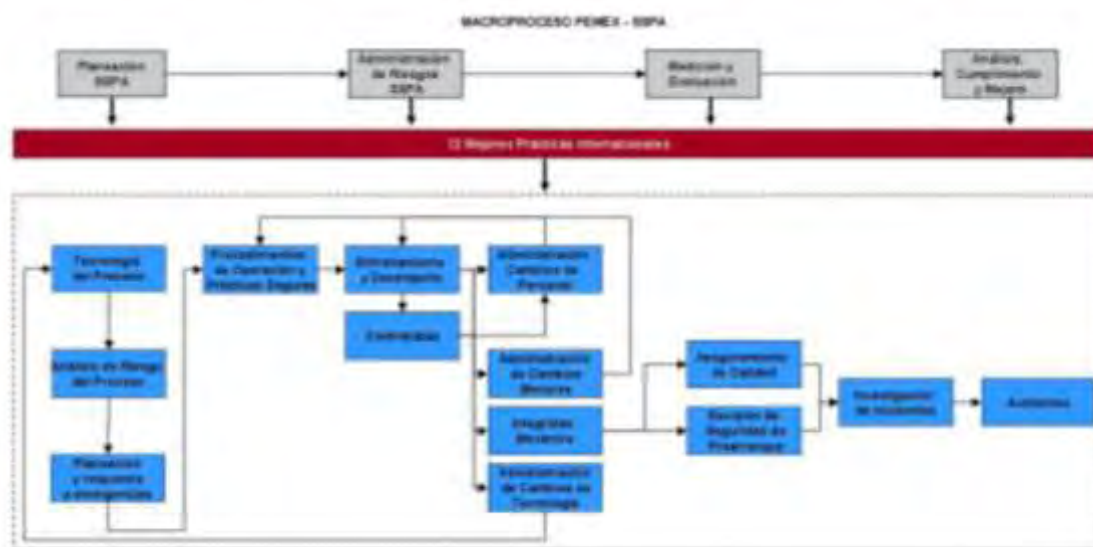 MACROPROCESO PEMEX - SSPA
Planeación
SSPA
Administración
de Riesgos
SSPA
Medición y
Evaluación
Análisis,
Cumplimiento
y Mejora
12 Mejores Prácticas Internacionales
Tecnología
del Proceso
Procedimientos
de Operación y
Prácticas Seguras
Entrenamiento
y Desempeño
Administración
Cambios de
Personal
Contratistas
Análisis de Riesgo
del Proceso
Administración
de Cambios
Menores
Aseguramiento
de Calidad
Integridad
Mecánica
Revisión de
Seguridad de
Prearranque
Investigación
de Incidentes
Auditorías
Planeación
y respuesta
a emergencias
Administración
de Cambios de
Tecnología